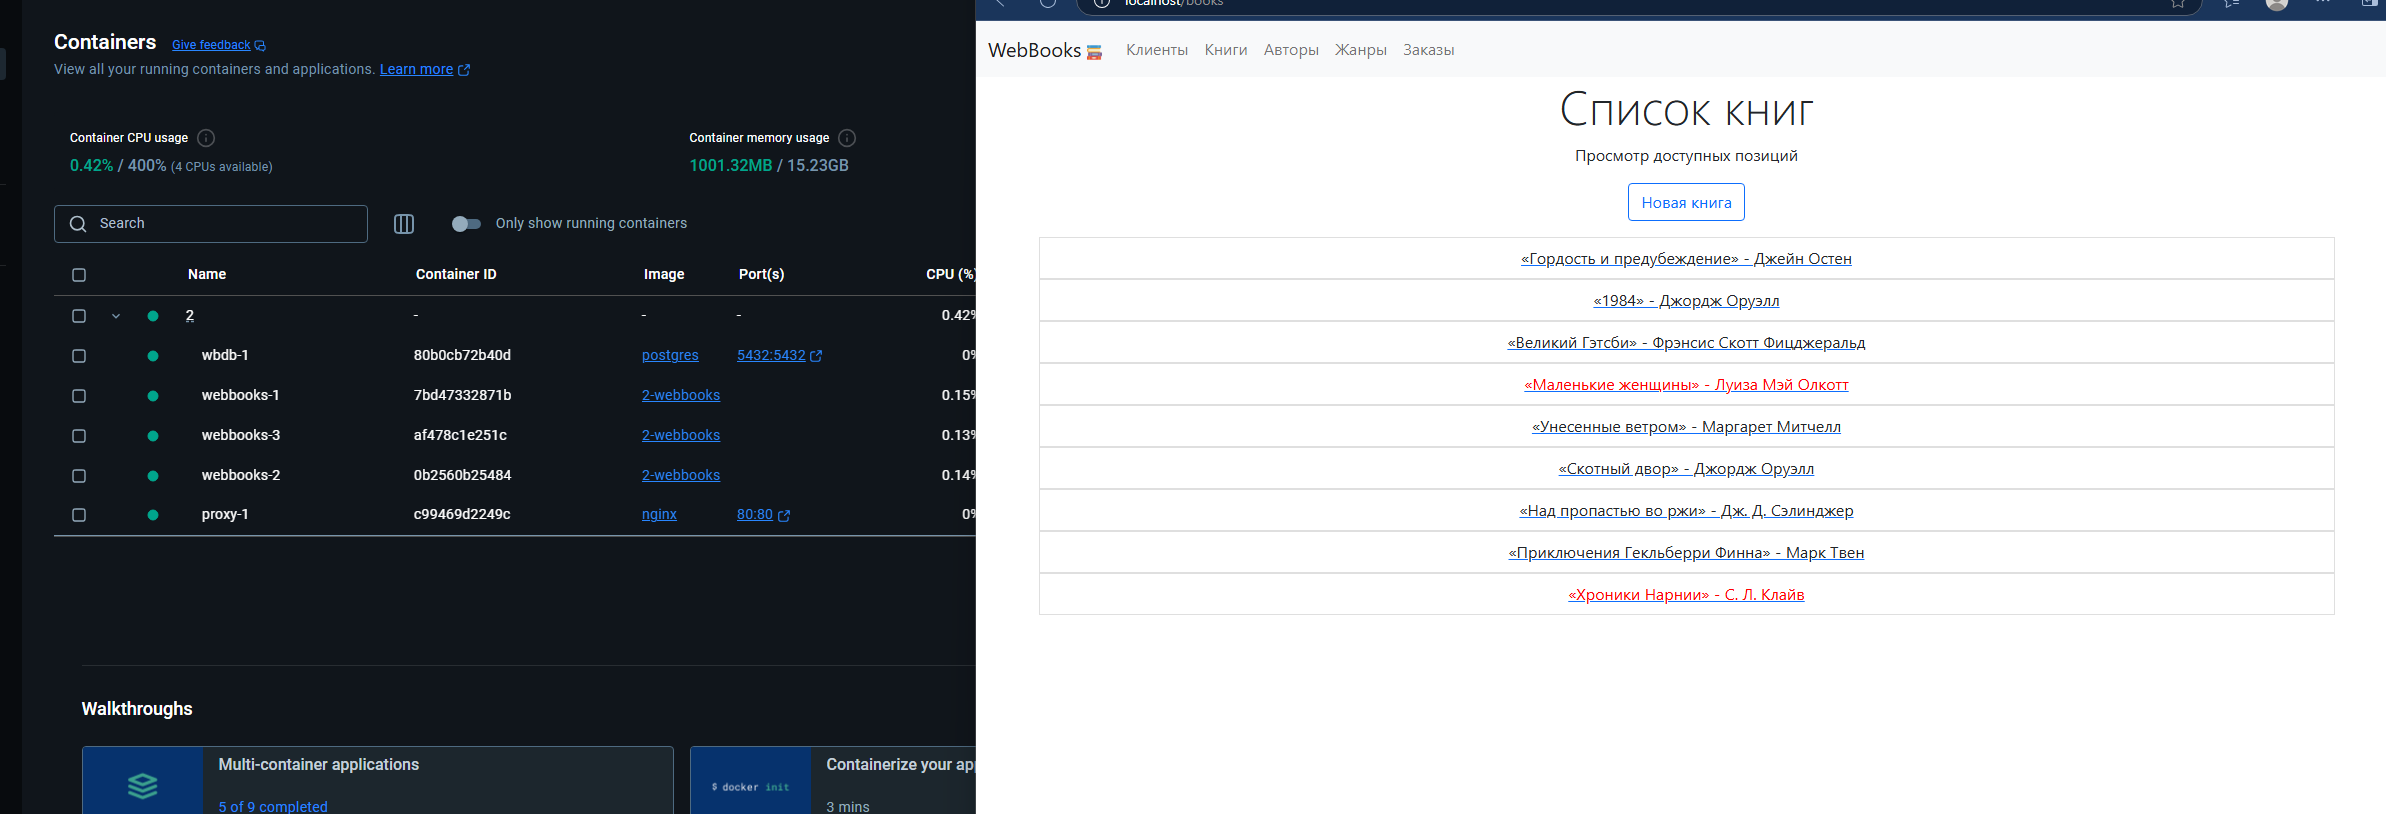 Containers Give feedback
View all your running containers and applications. Learn more
Container CPU usage
0.42% / 400% (4 CPUs available)
Container memory usage
1001.32MB / 15.23GB
Search
Only show running containers
Name Container ID Image Port(s) CPU (%)
2 - - - 0.42%
wbdb-1 80b0cb72b40d postgres 5432:5432 0%
webbooks-1 7bd47332871b 2-webbooks 0.15%
webbooks-3 af478c1e251c 2-webbooks 0.13%
webbooks-2 0b2560b25484 2-webbooks 0.14%
proxy-1 c99469d2249c nginx 80:80 0%
Walkthroughs
Multi-container applications
5 of 9 completed
$ docker init
Containerize your app
3 mins
localhost/books
WebBooks Клиенты Книги Авторы Жанры Заказы
Список книг
Просмотр доступных позиций
Новая книга
«Гордость и предубеждение» - Джейн Остен
«1984» - Джордж Оруэлл
«Великий Гэтсби» - Фрэнсис Скотт Фицджеральд
«Маленькие женщины» - Луиза Мэй Олкотт
«Унесенные ветром» - Маргарет Митчелл
«Скотный двор» - Джордж Оруэлл
«Над пропастью во ржи» - Дж. Д. Сэлинджер
«Приключения Гекльберри Финна» - Марк Твен
«Хроники Нарнии» - С. Л. Клайв